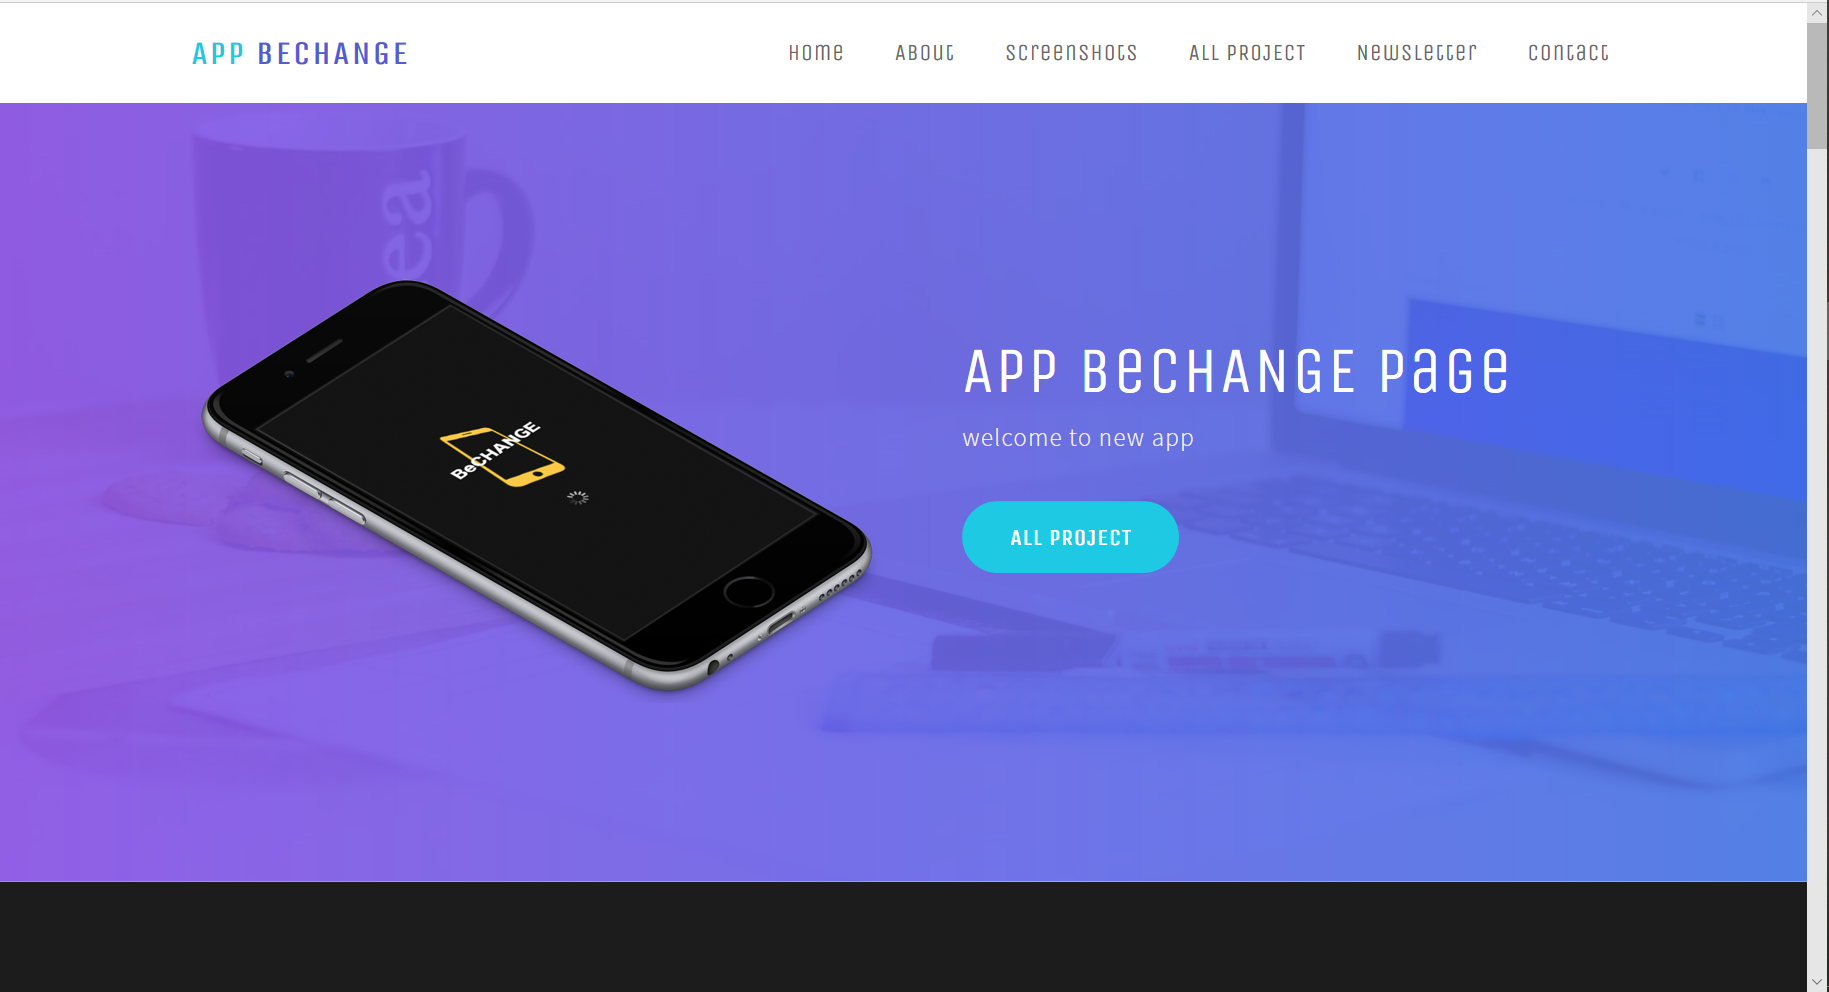 APP BECHANGE
Home About Screenshots ALL PROJECT Newsletter Contact
ea
BeCHANGE
APP BeCHANGE Page
welcome to new app
ALL PROJECT